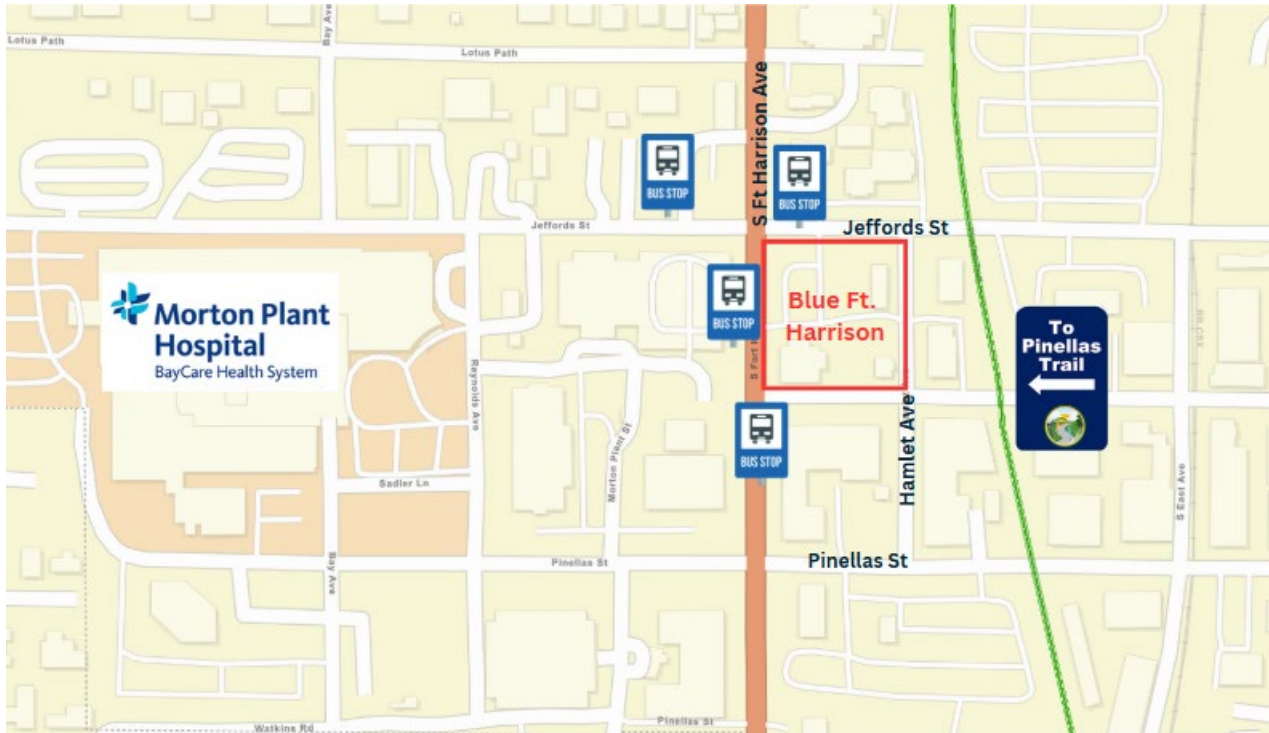 Bay Ave
Lotus Path
Lotus Path
S Ft Harrison Ave
BUS STOP
BUS STOP
Jeffords St
Jeffords St
Morton Plant
Hospital
BayCare Health System
BUS STOP
Blue Ft.
Harrison
To
Pinellas
Trail
Reynolds Ave
BUS STOP
Morton Plant St
Hamlet Ave
Sadler Ln
S East Ave
Bay Ave
Pinellas St
Pinellas St
Pinellas St
Watkins Rd